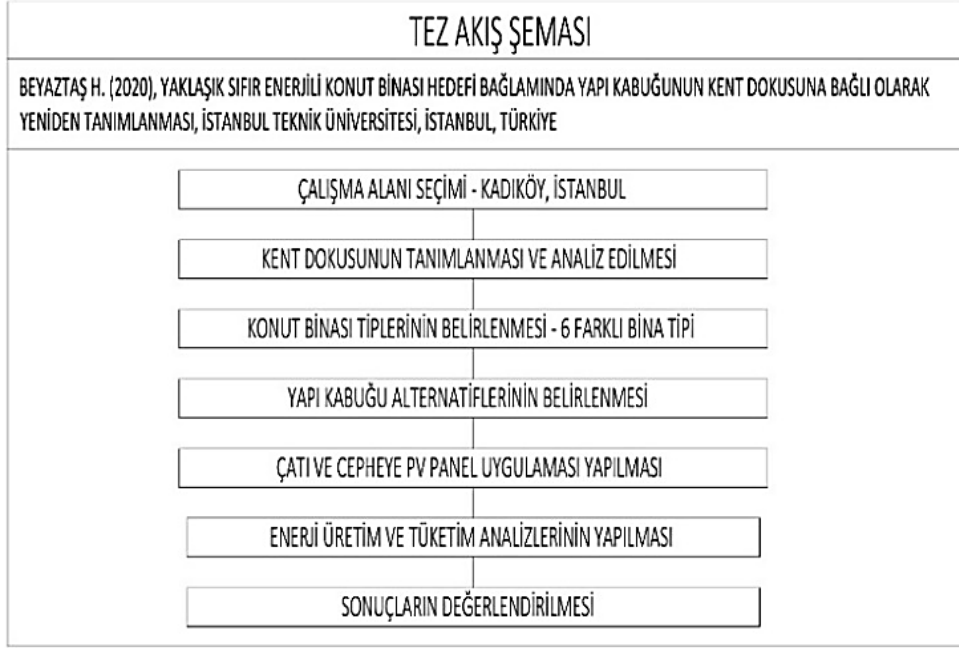 TEZ AKIŞ ŞEMASI
BEYAZTAŞ H. (2020), YAKLAŞIK SIFIR ENERJİLİ KONUT BİNASI HEDEFİ BAĞLAMINDA YAPI KABUĞUNUN KENT DOKUSUNA BAĞLI OLARAK
YENİDEN TANIMLANMASI, İSTANBUL TEKNİK ÜNİVERSİTESİ, İSTANBUL, TÜRKİYE
ÇALIŞMA ALANI SEÇİMİ - KADIKÖY, İSTANBUL
KENT DOKUSUNUN TANIMLANMASI VE ANALİZ EDİLMESİ
KONUT BİNASI TİPLERİNİN BELİRLENMESİ - 6 FARKLI BİNA TİPİ
YAPI KABUĞU ALTERNATİFLERİNİN BELİRLENMESİ
ÇATI VE CEPHEYE PV PANEL UYGULAMASI YAPILMASI
ENERJİ ÜRETİM VE TÜKETİM ANALİZLERİNİN YAPILMASI
SONUÇLARIN DEĞERLENDİRİLMESİ